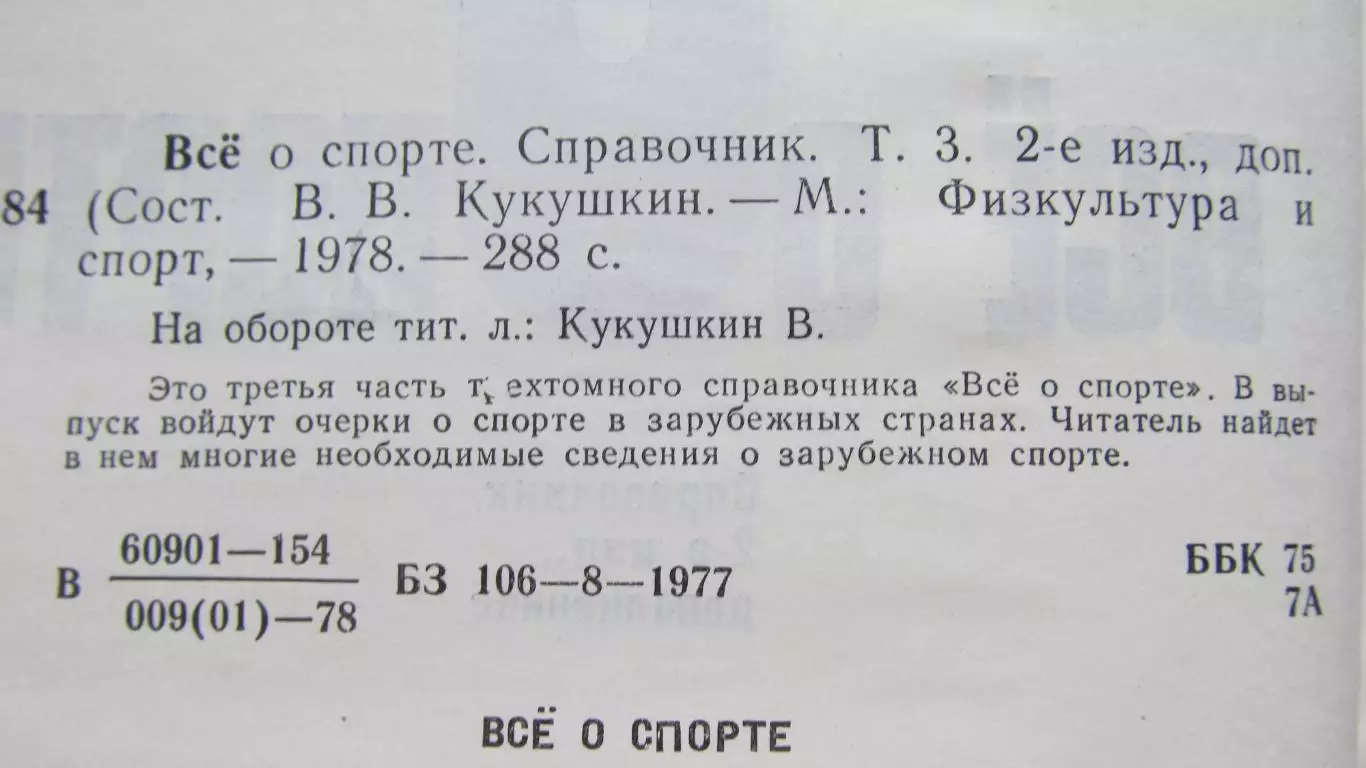 Всё о спорте. Справочник. Т. 3. 2-е изд., доп.
84 (Сост. В. В. Кукушкин. — М.: Физкультура и
спорт, — 1978. — 288 с.
На обороте тит. л.: Кукушкин В.
Это третья часть т ехтомного справочника «Всё о спорте». В вы-
пуск войдут очерки о спорте в зарубежных странах. Читатель найдет
в нем многие необходимые сведения о зарубежном спорте.
60901—154
В БЗ 106—8—1977 ББК 75
009(01)—78 7А
ВСЁ О СПОРТЕ